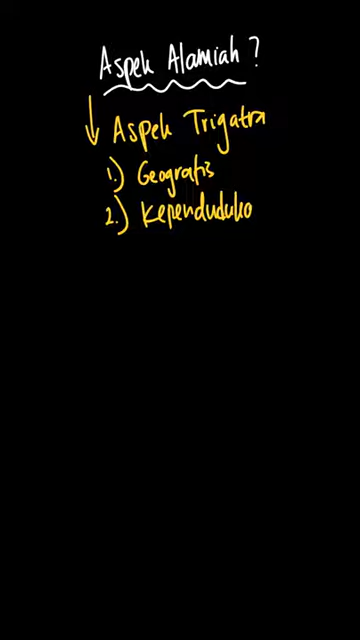 Aspek Alamiah ?
Aspek Trigatra
1.) Geografis
2.) Kependuduko